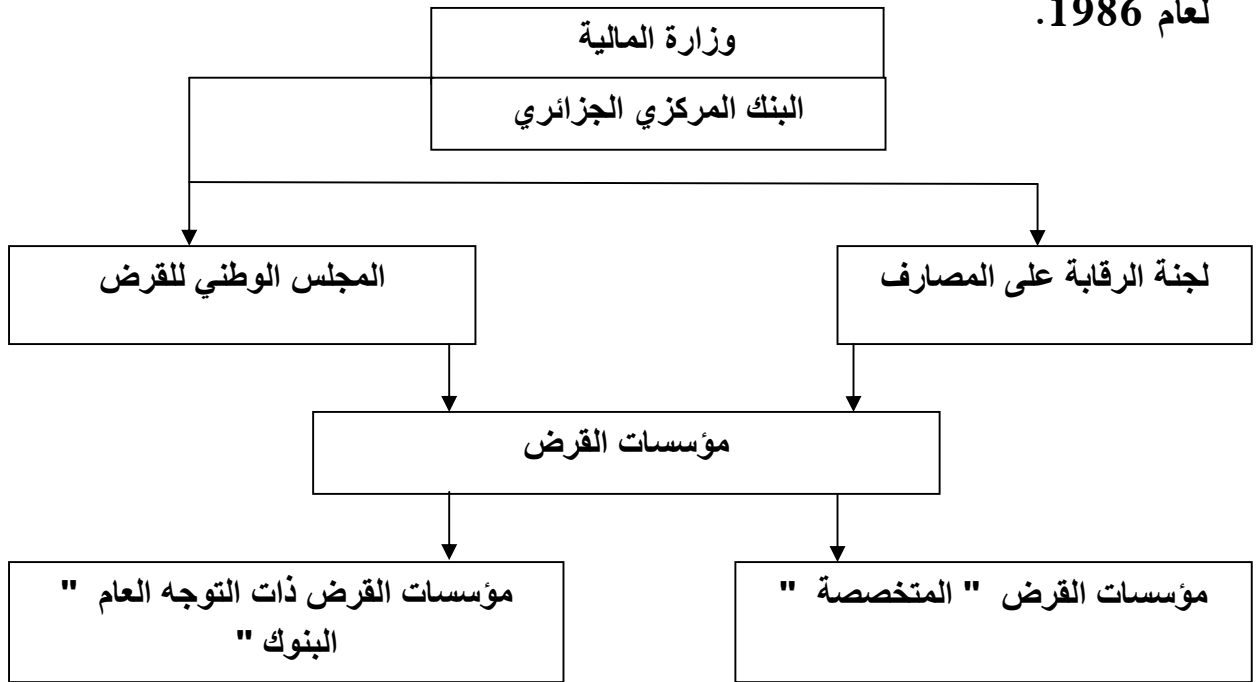 لعام 1986.
وزارة المالية
البنك المركزي الجزائري
لجنة الرقابة على المصارف
المجلس الوطني للقرض
مؤسسات القرض
مؤسسات القرض " المتخصصة "
مؤسسات القرض ذات التوجه العام "
البنوك "